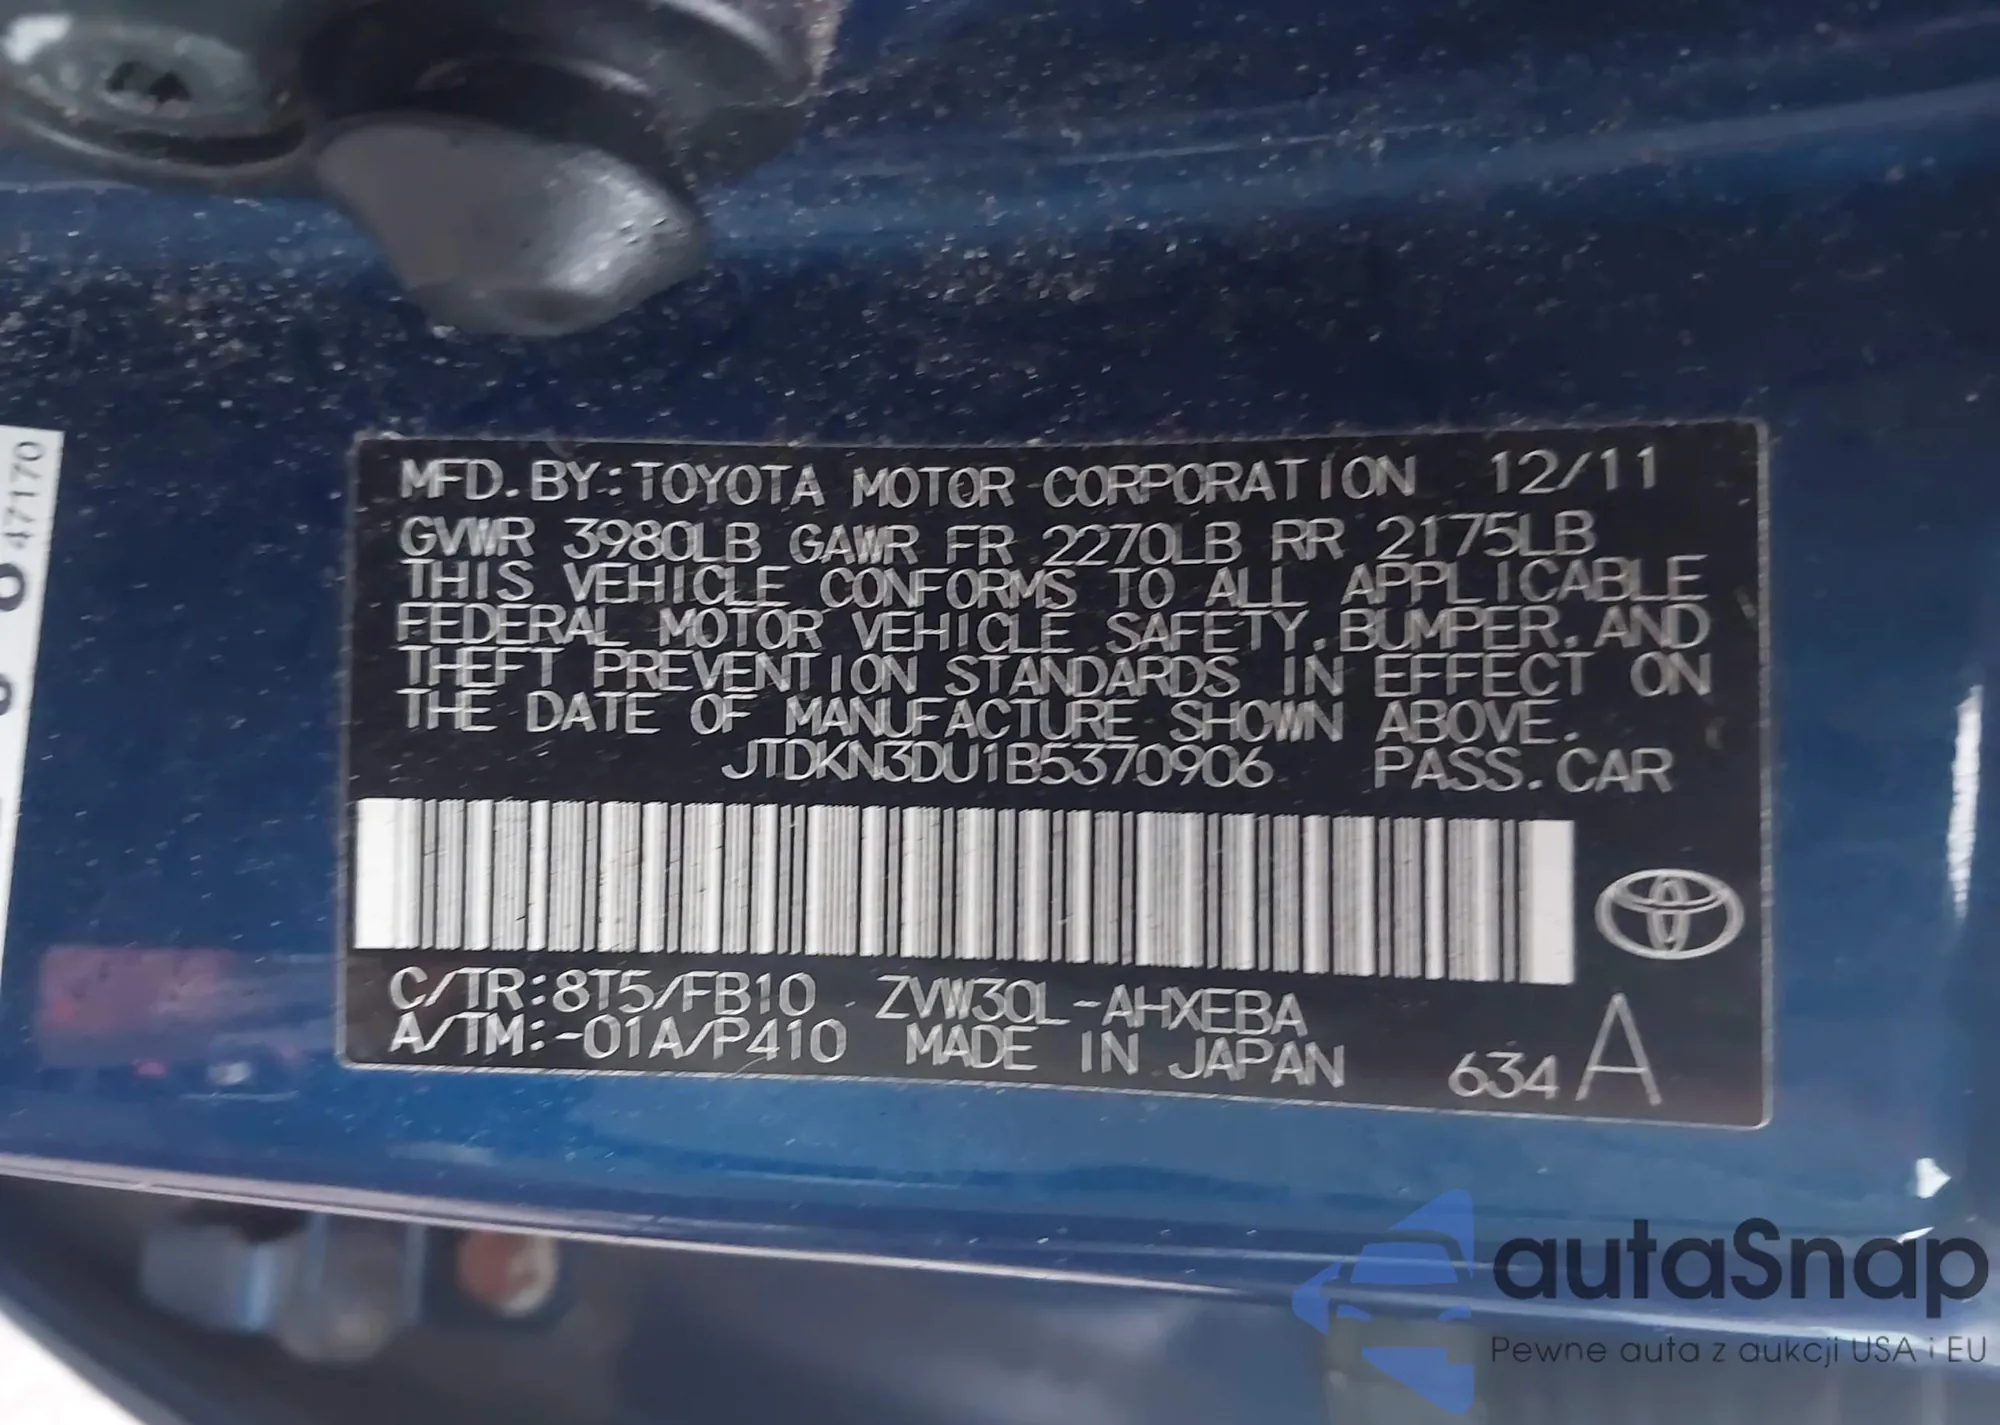 MFD. BY: TOYOTA MOTOR CORPORATION 12/11
GVWR 3980LB GAWR FR 2270LB RR 2175LB
THIS VEHICLE CONFORMS TO ALL APPLICABLE
FEDERAL MOTOR VEHICLE SAFETY, BUMPER, AND
THEFT PREVENTION STANDARDS IN EFFECT ON
THE DATE OF MANUFACTURE SHOWN ABOVE.
JTDKN3DU1B5370906 PASS. CAR
C/TR: 8T5/FB10 ZVW30L-AHXEBA
A/TM: -01A/P410 MADE IN JAPAN 634 A
47170
autaSnap
Pewne auta z aukcji USA i EU